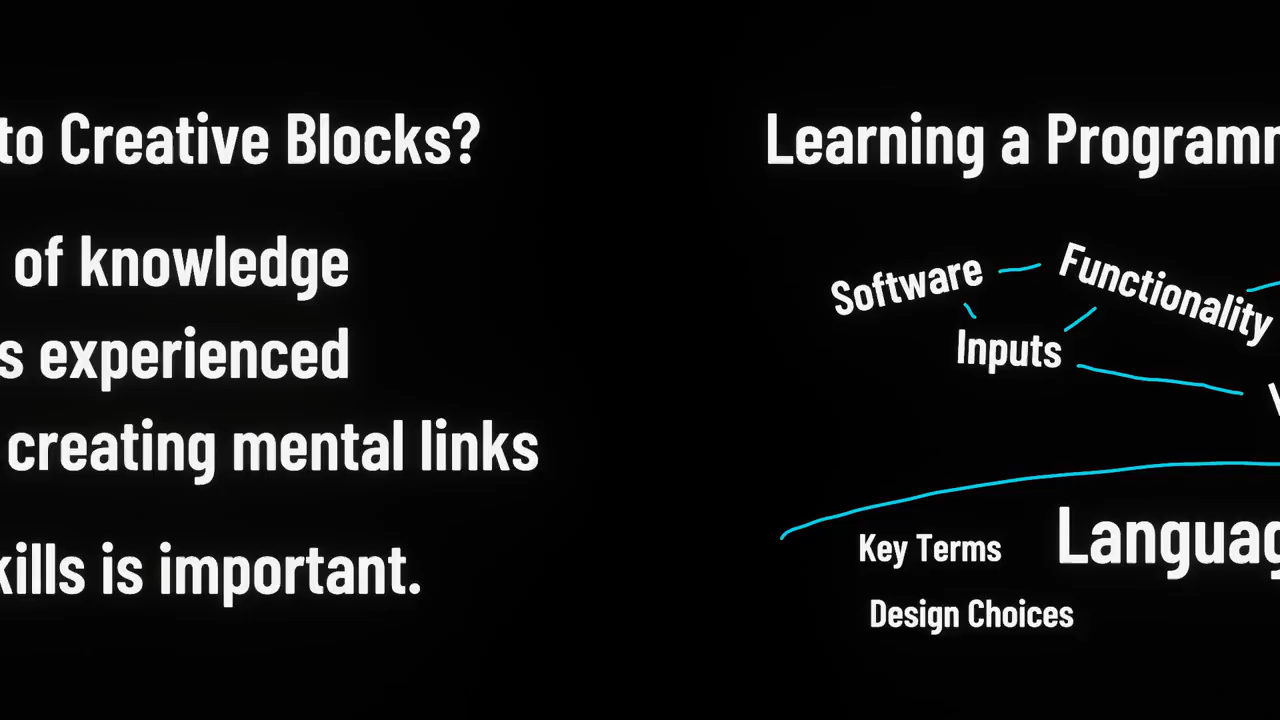 to Creative Blocks?
of knowledge
s experienced
creating mental links
kills is important.
Learning a Programm
Software
Functionality
Inputs
Key Terms
Languag
Design Choices